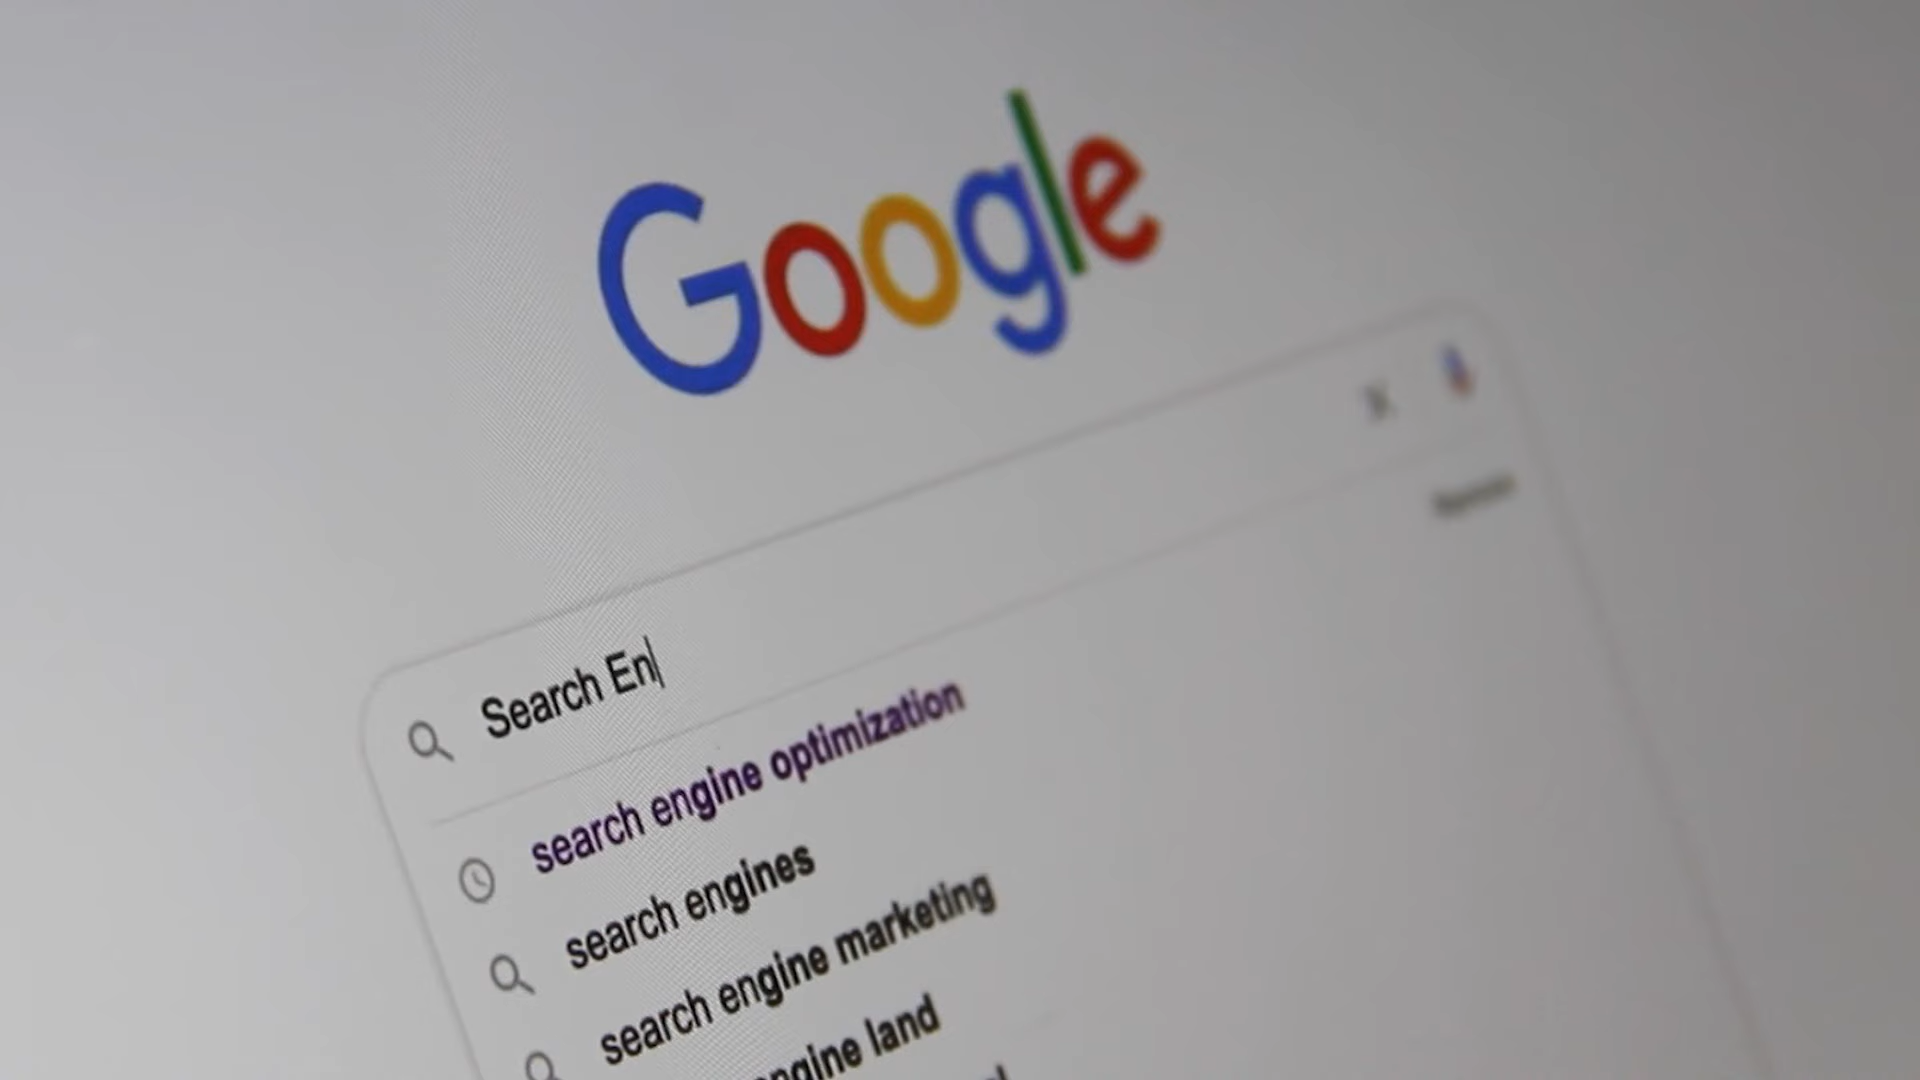 Google
Search En
search engine optimization
search engines
search engine marketing
engine land